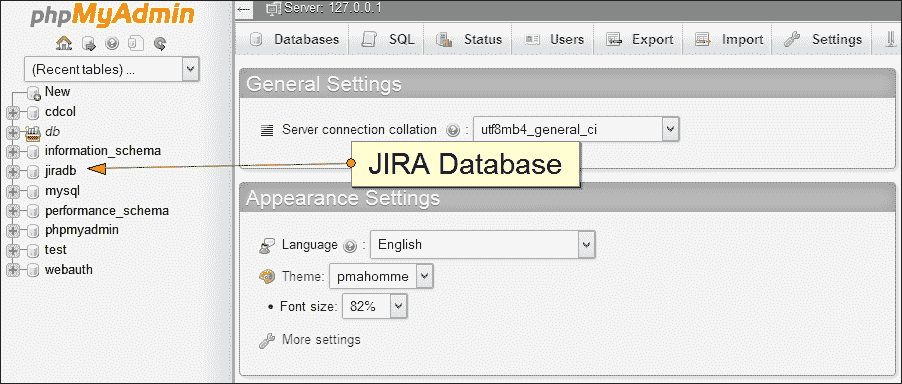 phpMyAdmin
(Recent tables) ...
New
cdcol
db
information_schema
jiradb
mysql
performance_schema
phpmyadmin
test
webauth
Server: 127.0.0.1
Databases SQL Status Users Export Import Settings
General Settings
Server connection collation : utf8mb4_general_ci
JIRA Database
Appearance Settings
Language : English
Theme: pmahomme
• Font size: 82%
More settings